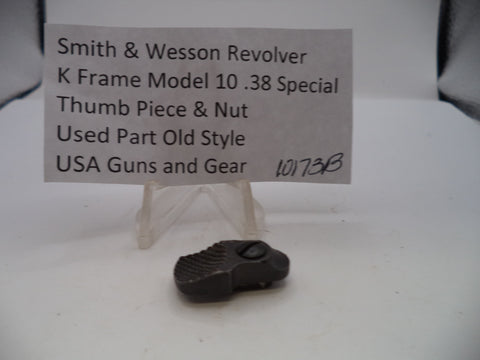 Smith & Wesson Revolver
K Frame Model 10 .38 Special
Thumb Piece & Nut
Used Part Old Style
USA Guns and Gear 10173B